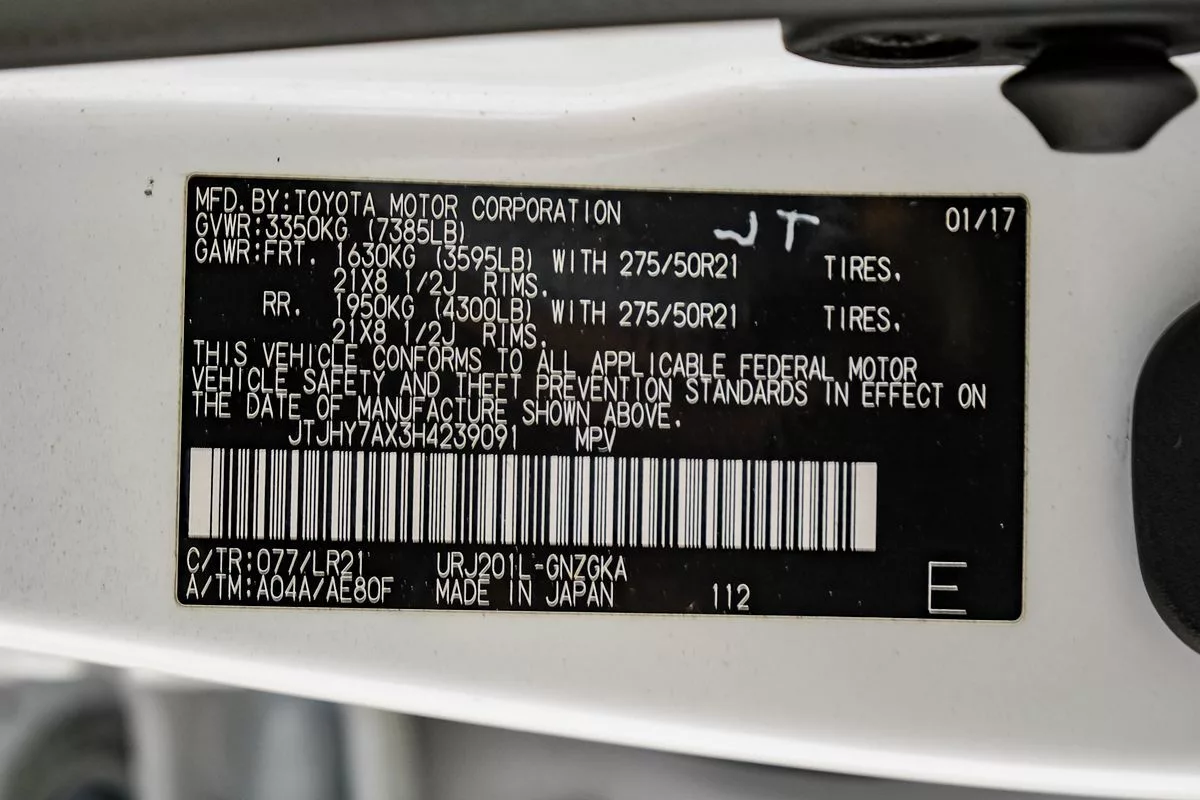 MFD.BY:TOYOTA MOTOR CORPORATION JT 01/17
GVWR:3350KG (7385LB)
GAWR:FRT. 1630KG (3595LB) WITH 275/50R21 TIRES.
21X8 1/2J RIMS.
RR. 1950KG (4300LB) WITH 275/50R21 TIRES.
21X8 1/2J RIMS.
THIS VEHICLE CONFORMS TO ALL APPLICABLE FEDERAL MOTOR
VEHICLE SAFETY AND THEFT PREVENTION STANDARDS IN EFFECT ON
THE DATE OF MANUFACTURE SHOWN ABOVE.
JTJHY7AX3H4239091 MPV
C/TR:077/LR21 URJ201L-GNZGKA
A/TM:A04A/AE80F MADE IN JAPAN 112 E